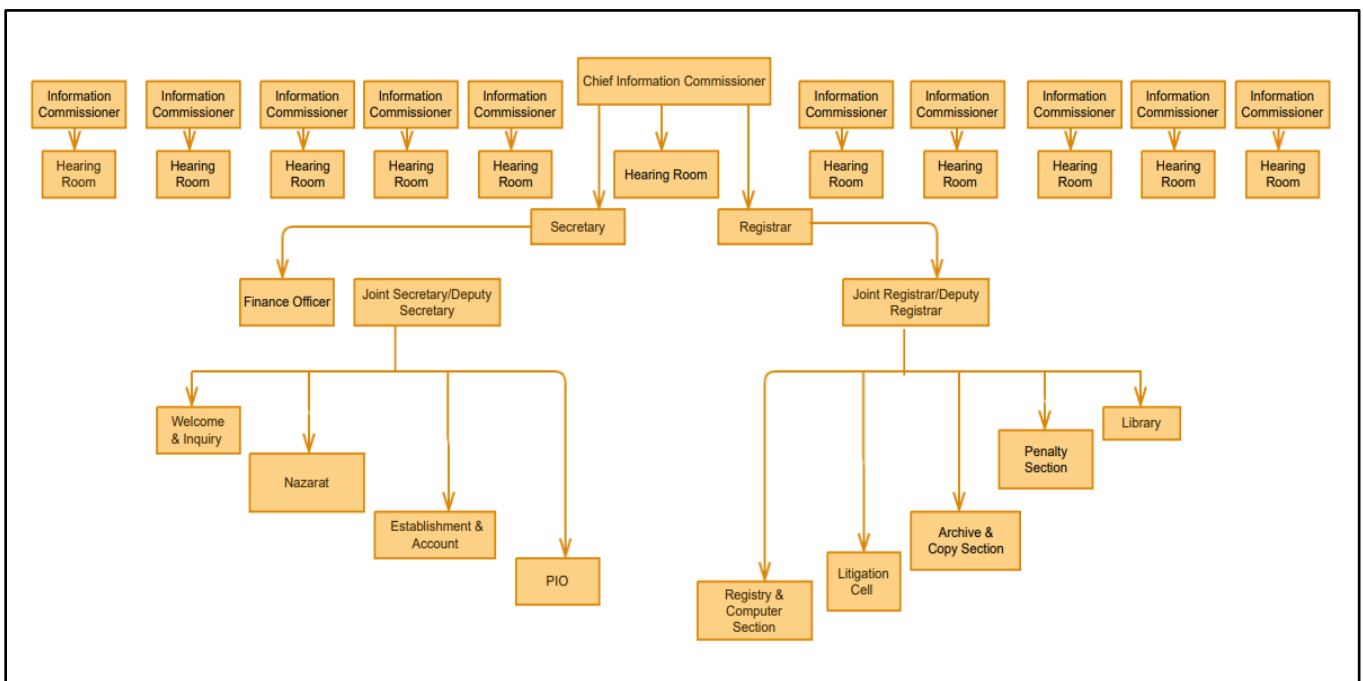 Chief Information Commissioner
Information
Commissioner
Information
Commissioner
Information
Commissioner
Information
Commissioner
Information
Commissioner
Information
Commissioner
Information
Commissioner
Information
Commissioner
Information
Commissioner
Information
Commissioner
Hearing
Room
Hearing
Room
Hearing
Room
Hearing
Room
Hearing
Room
Hearing Room
Hearing
Room
Hearing
Room
Hearing
Room
Hearing
Room
Hearing
Room
Secretary
Registrar
Finance Officer
Joint Secretary/Deputy
Secretary
Joint Registrar/Deputy
Registrar
Welcome
& Inquiry
Nazarat
Establishment &
Account
PIO
Registry &
Computer
Section
Litigation
Cell
Archive &
Copy Section
Penalty
Section
Library